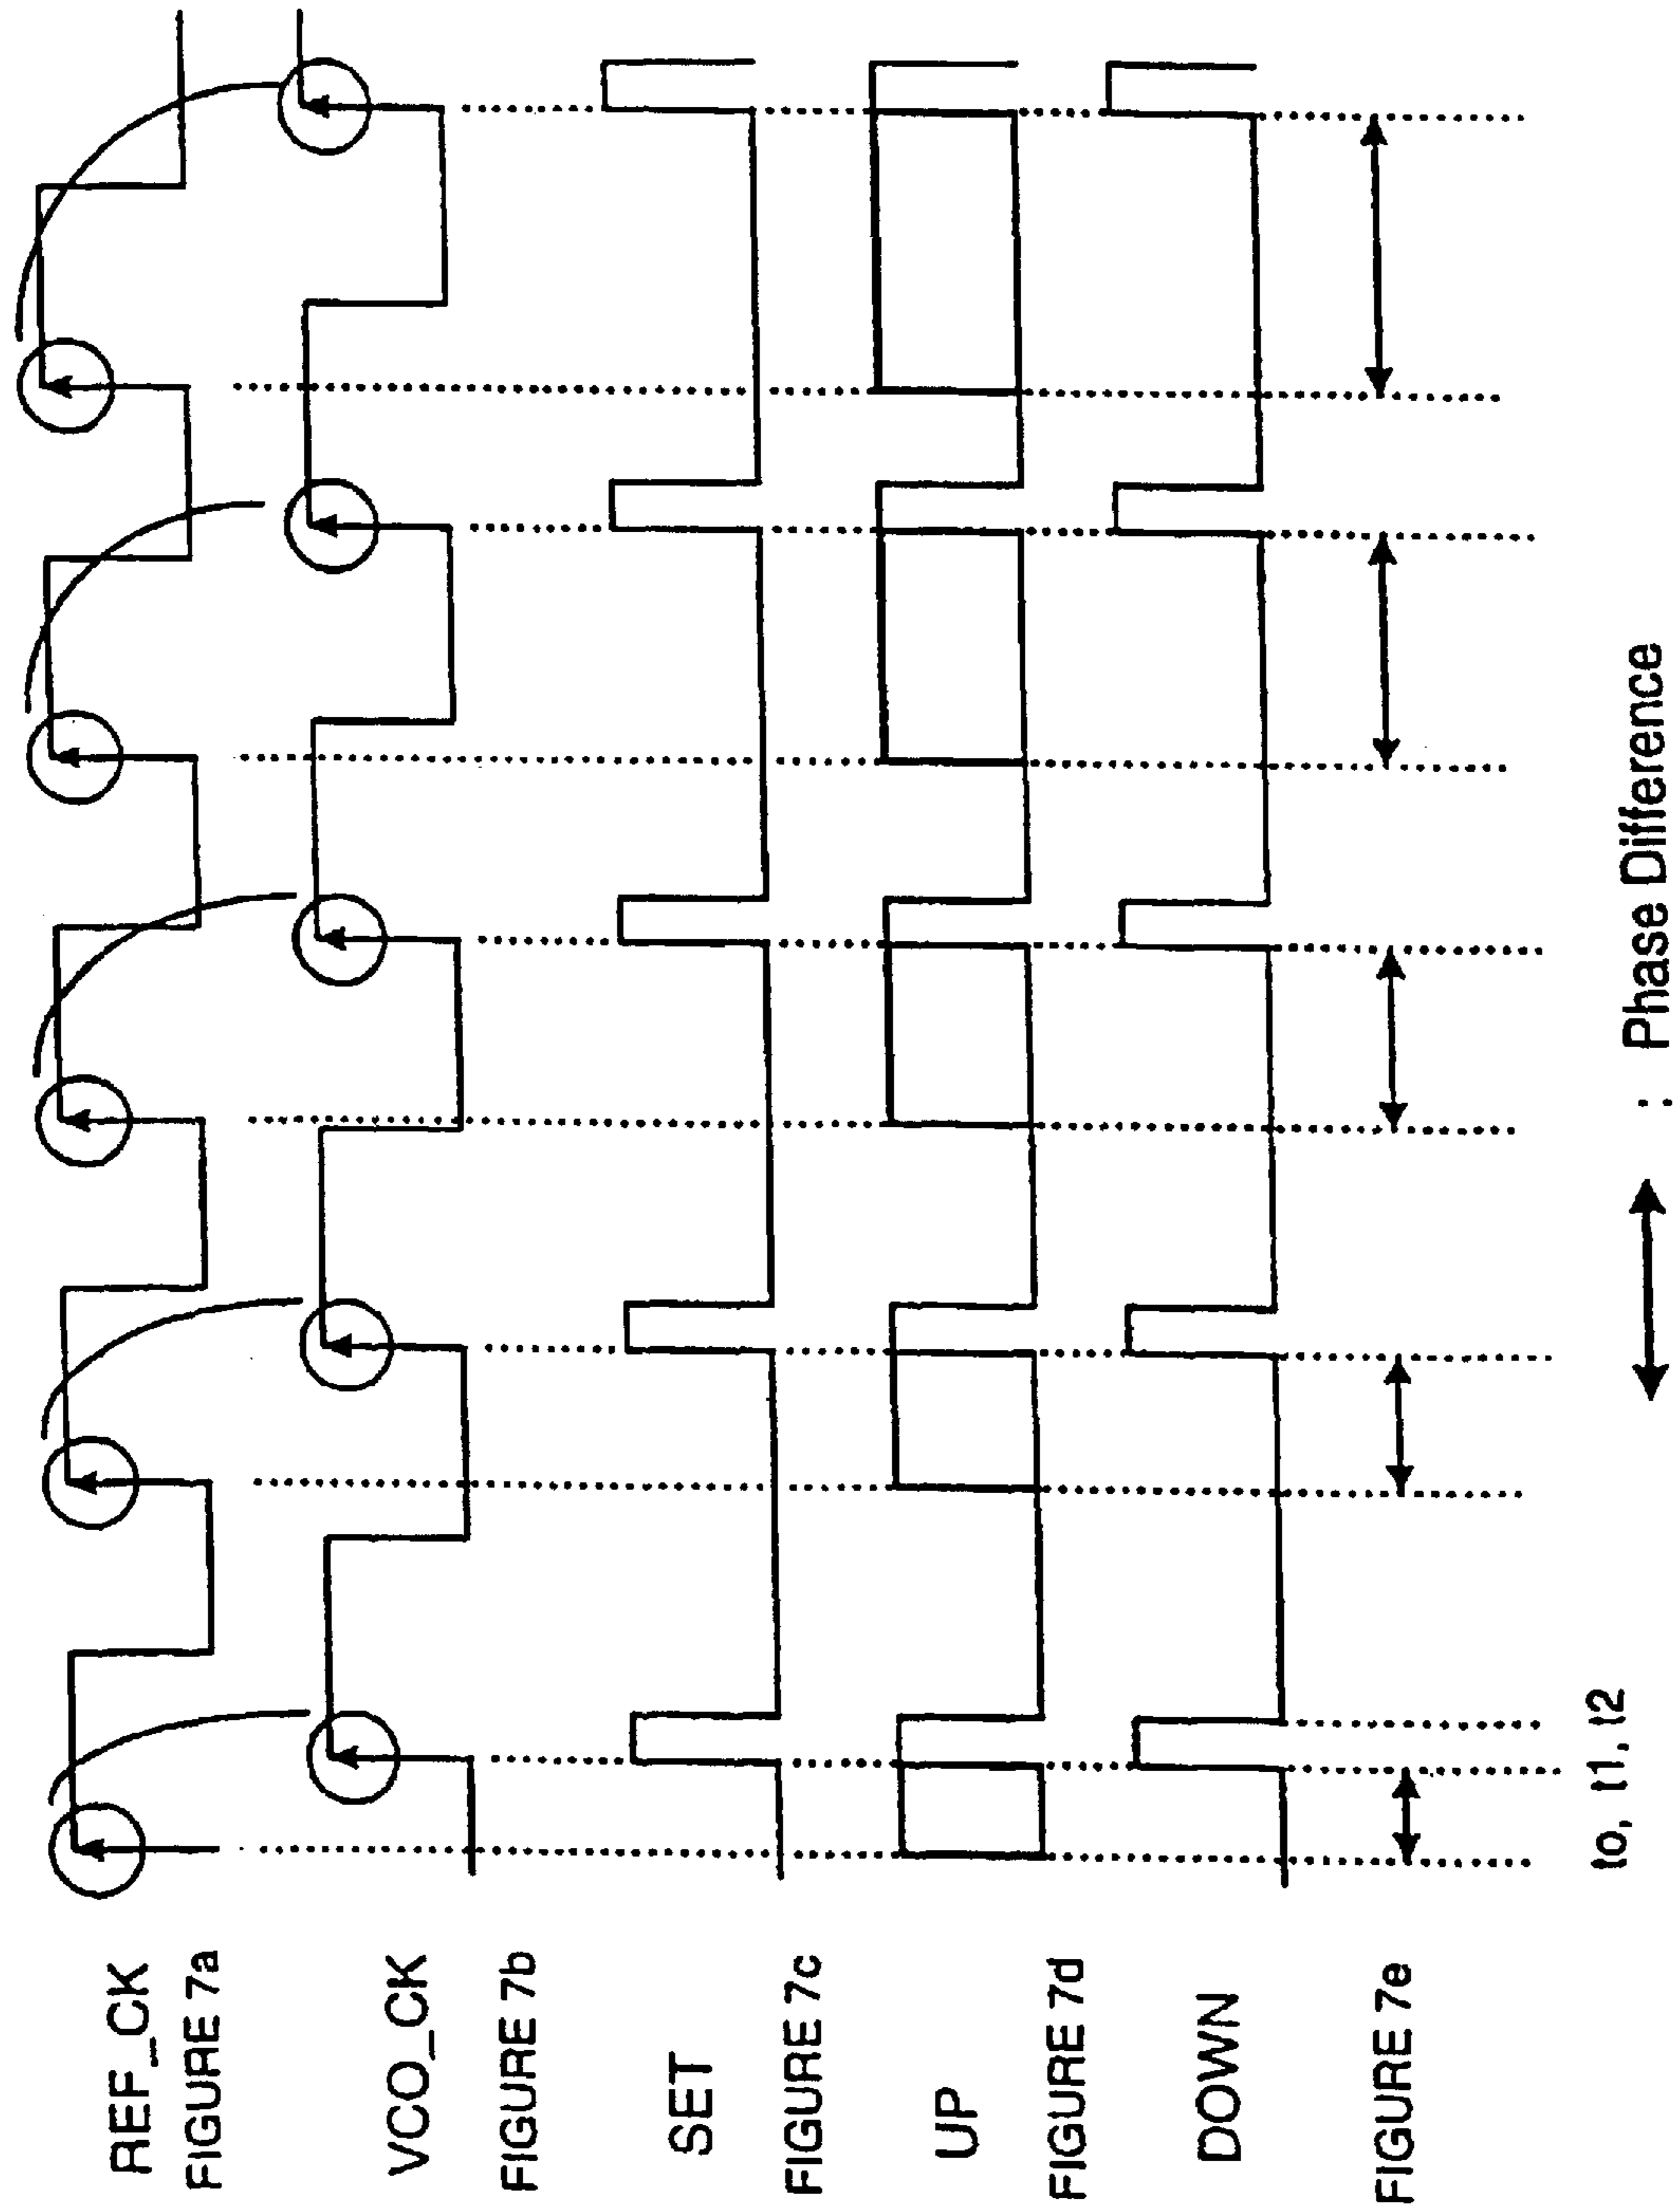 REF_CK
FIGURE 7a
VCO_CK
FIGURE 7b
SET
FIGURE 7c
UP
FIGURE 7d
DOWN
FIGURE 7e
to, t1, t2
: Phase Difference